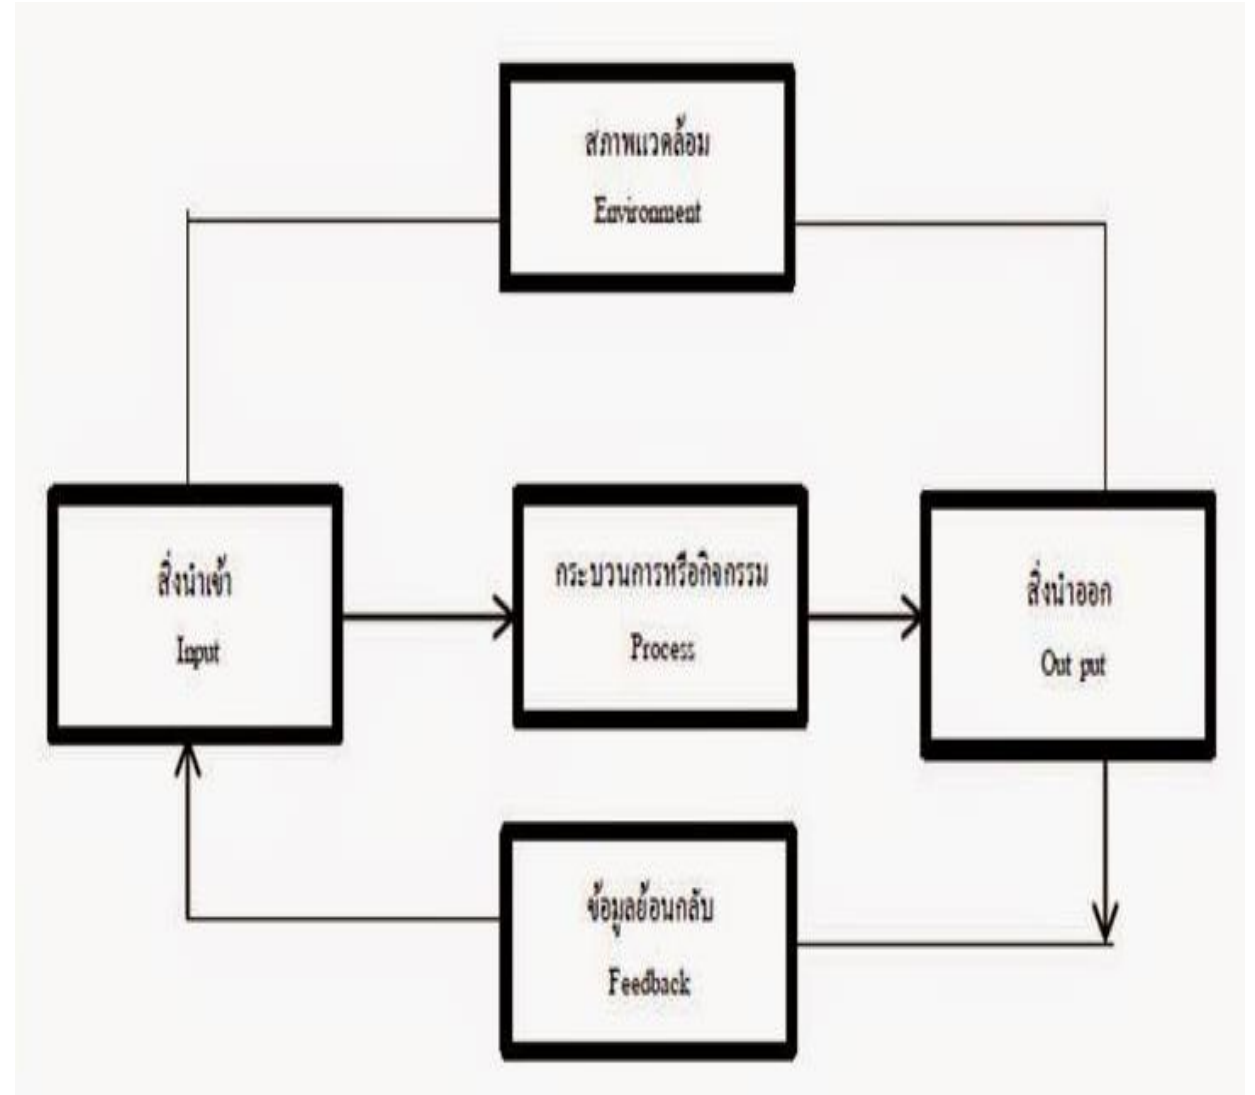 สภาพแวดล้อม
Environment
สิ่งนำเข้า
Input
กระบวนการหรือกิจกรรม
Process
สิ่งนำออก
Out put
ข้อมูลย้อนกลับ
Feedback